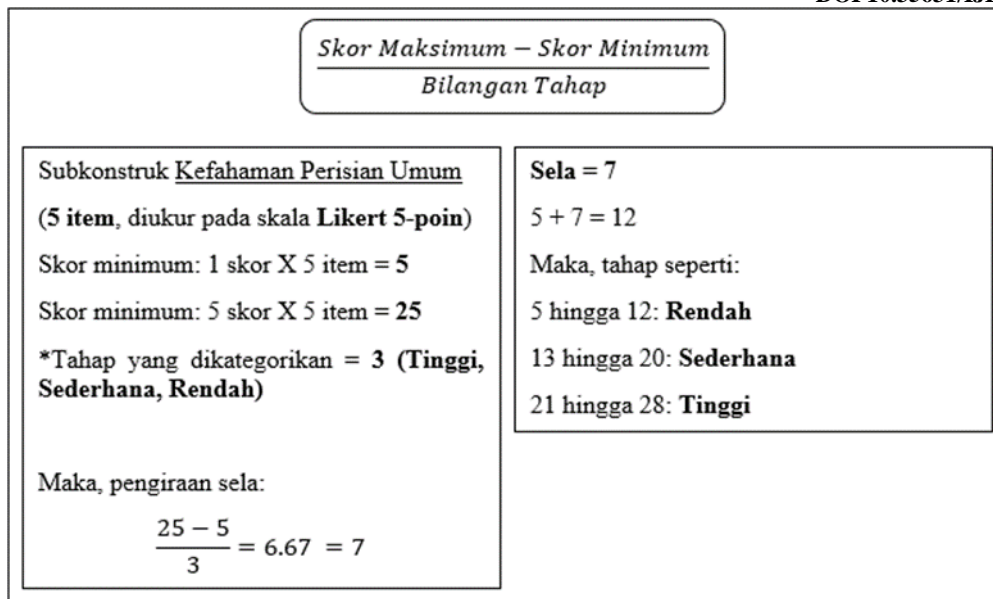 Skor Maksimum − Skor Minimum
Bilangan Tahap
Subkonstruk Kefahaman Perisian Umum
(5 item, diukur pada skala Likert 5-poin)
Skor minimum: 1 skor X 5 item = 5
Skor minimum: 5 skor X 5 item = 25
*Tahap yang dikategorikan = 3 (Tinggi,
Sederhana, Rendah)
Maka, pengiraan sela:
25 − 5
3
= 6.67 = 7
Sela = 7
5 + 7 = 12
Maka, tahap seperti:
5 hingga 12: Rendah
13 hingga 20: Sederhana
21 hingga 28: Tinggi